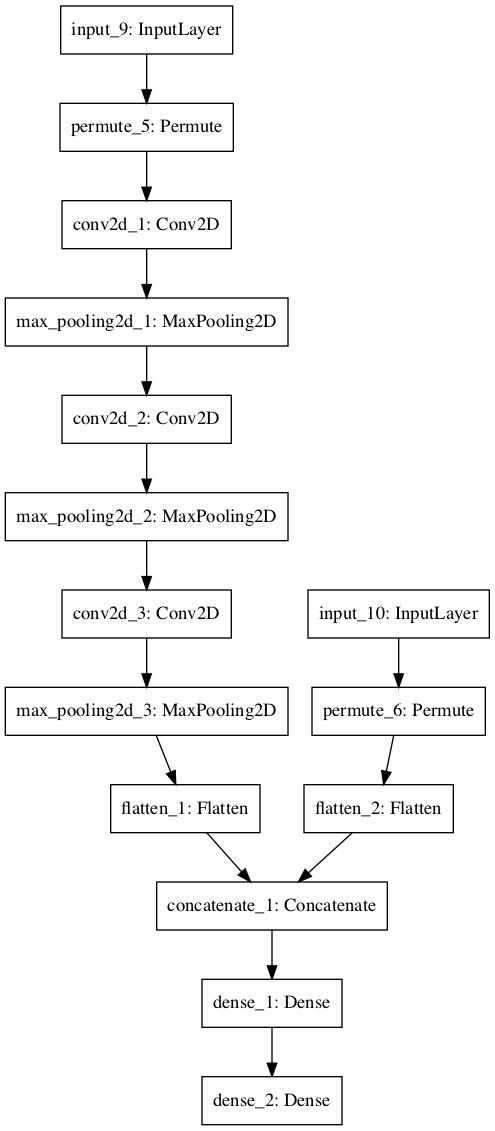 input_9: InputLayer
permute_5: Permute
conv2d_1: Conv2D
max_pooling2d_1: MaxPooling2D
conv2d_2: Conv2D
max_pooling2d_2: MaxPooling2D
conv2d_3: Conv2D
input_10: InputLayer
max_pooling2d_3: MaxPooling2D
permute_6: Permute
flatten_1: Flatten
flatten_2: Flatten
concatenate_1: Concatenate
dense_1: Dense
dense_2: Dense